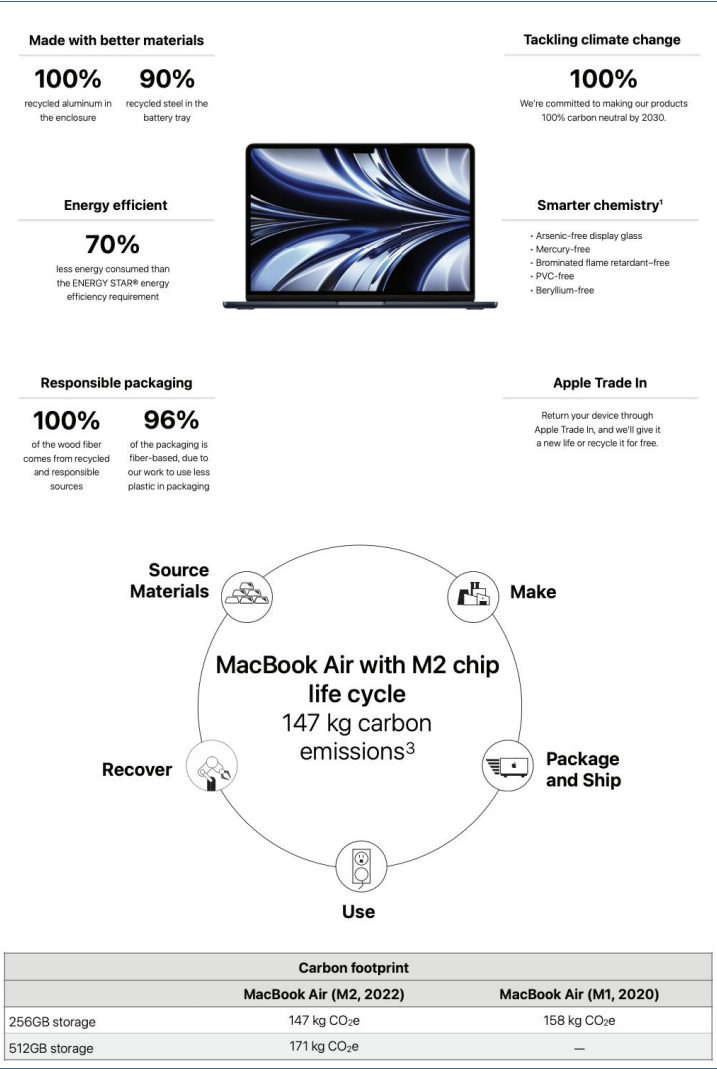 Made with better materials
100%
recycled aluminum in
the enclosure
90%
recycled steel in the
battery tray
Tackling climate change
100%
We're committed to making our products
100% carbon neutral by 2030.
Energy efficient
70%
less energy consumed than
the ENERGY STAR® energy
efficiency requirement
Smarter chemistry¹
• Arsenic-free display glass
• Mercury-free
• Brominated flame retardant–free
• PVC-free
• Beryllium-free
Responsible packaging
100%
of the wood fiber
comes from recycled
and responsible
sources
96%
of the packaging is
fiber-based, due to
our work to use less
plastic in packaging
Apple Trade In
Return your device through
Apple Trade In, and we'll give it
a new life or recycle it for free.
Source
Materials
Make
MacBook Air with M2 chip
life cycle
147 kg carbon
emissions³
Recover
Package
and Ship
Use
Carbon footprint
MacBook Air (M2, 2022) MacBook Air (M1, 2020)
256GB storage 147 kg CO₂e 158 kg CO₂e
512GB storage 171 kg CO₂e —